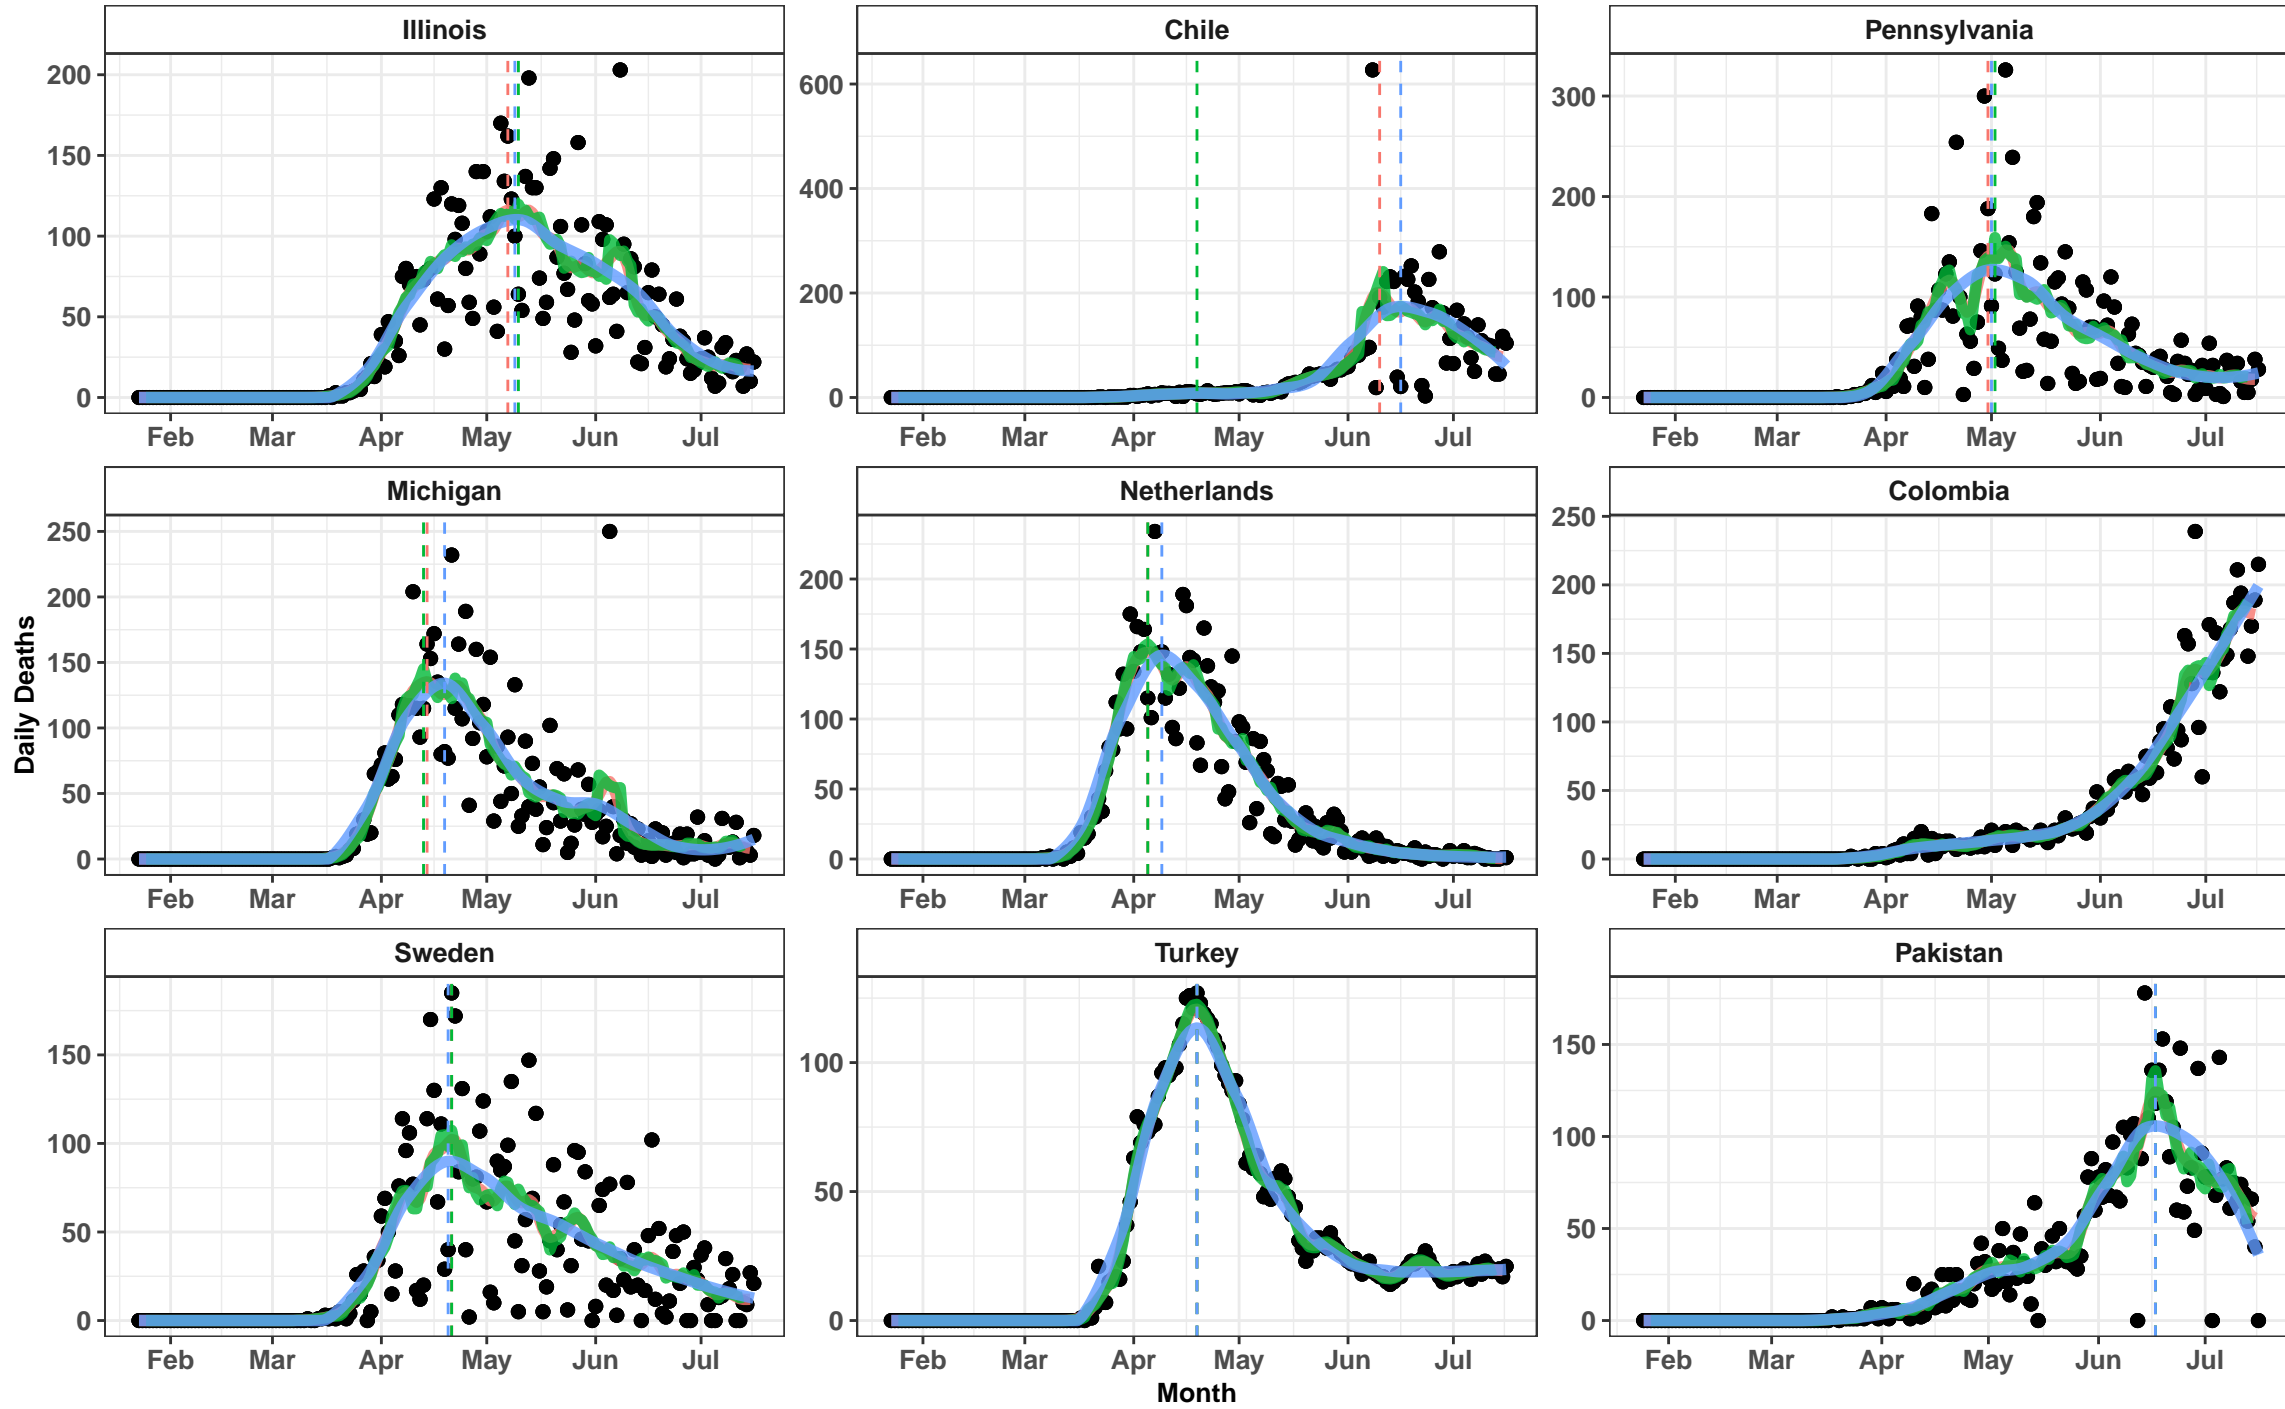 Illinois Chile Pennsylvania
200
150
100
50
0
Feb Mar Apr May Jun Jul
600
400
200
0
Feb Mar Apr May Jun Jul
300
200
100
0
Feb Mar Apr May Jun Jul
Michigan Netherlands Colombia
250
200
150
100
50
0
Feb Mar Apr May Jun Jul
200
150
100
50
0
Feb Mar Apr May Jun Jul
250
200
150
100
50
0
Feb Mar Apr May Jun Jul
Daily Deaths
Sweden Turkey Pakistan
150
100
50
0
Feb Mar Apr May Jun Jul
100
50
0
Feb Mar Apr May Jun Jul
150
100
50
0
Feb Mar Apr May Jun Jul
Month